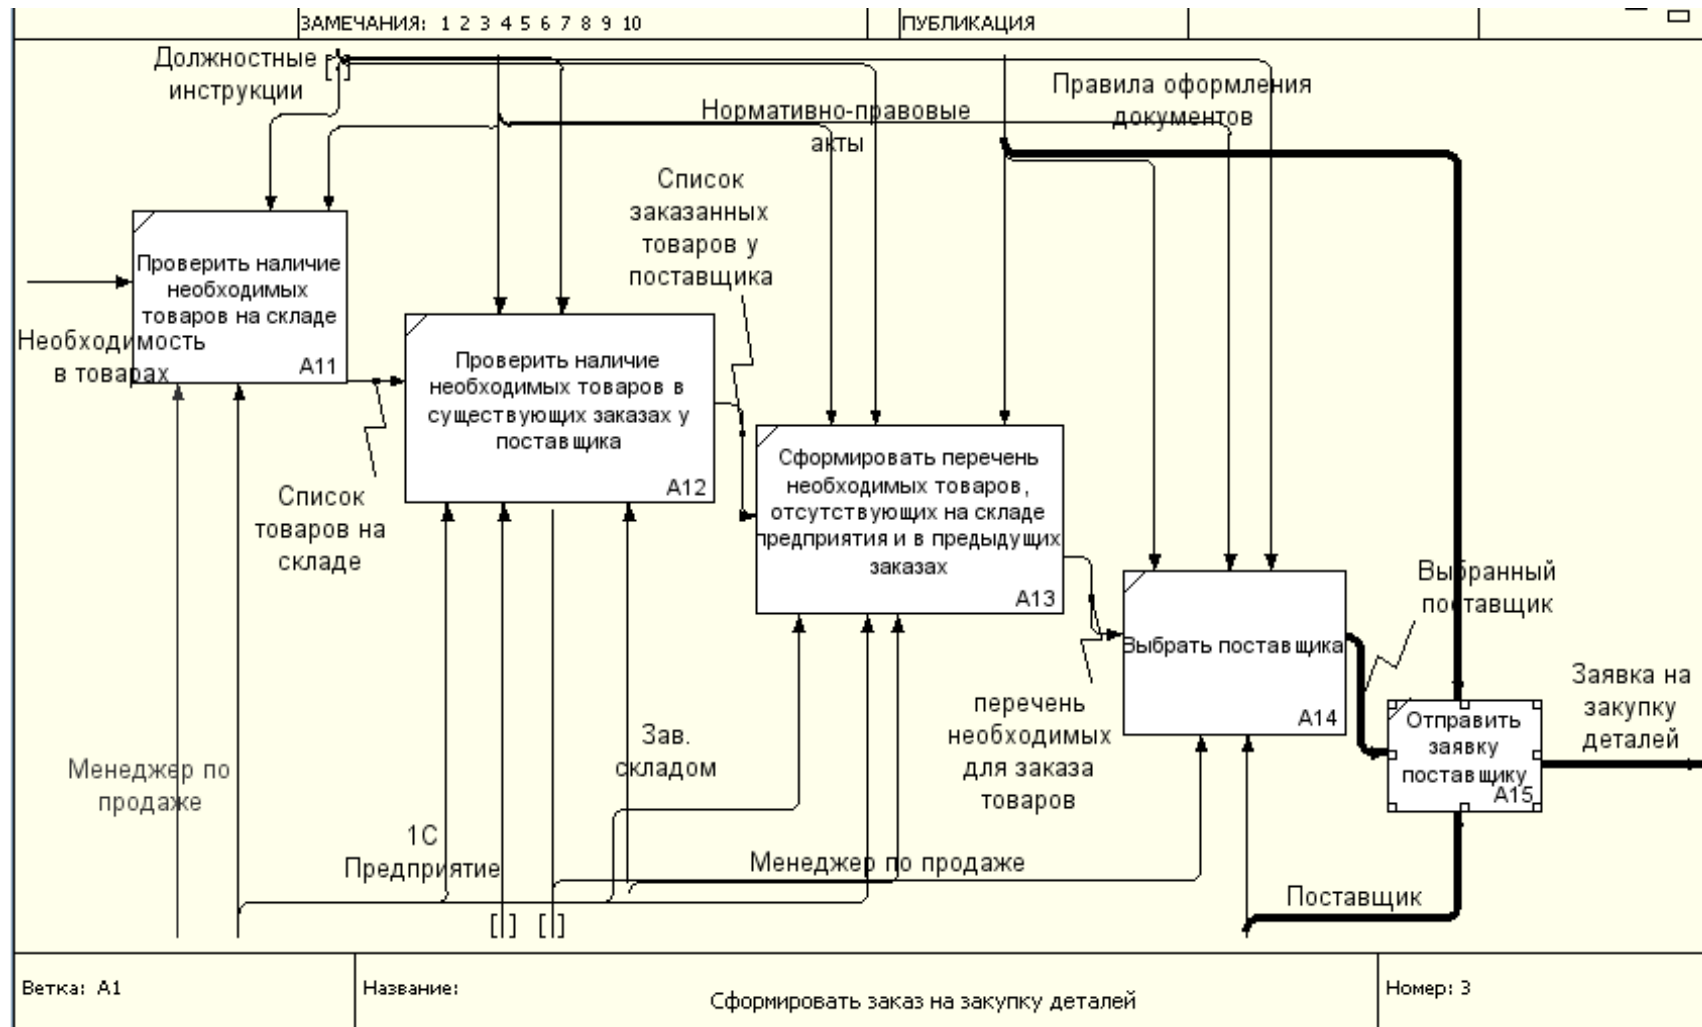 ЗАМЕЧАНИЯ: 1 2 3 4 5 6 7 8 9 10
ПУБЛИКАЦИЯ
Должностные
инструкции
Нормативно-правовые
акты
Правила оформления
документов
Список
заказанных
товаров у
поставщика
Проверить наличие
необходимых
товаров на складе
A11
Необходимость
в товарах
Проверить наличие
необходимых товаров в
существующих заказах у
поставщика
A12
Список
товаров на
складе
Сформировать перечень
необходимых товаров,
отсутствующих на складе
предприятия и в предыдущих
заказах
A13
Выбрать поставщика
A14
Выбранный
поставщик
Отправить
заявку
поставщику
A15
Заявка на
закупку
деталей
перечень
необходимых
для заказа
товаров
Зав.
складом
Менеджер по
продаже
1С
Предприятие
Менеджер по продаже
Поставщик
Ветка: A1
Название:
Сформировать заказ на закупку деталей
Номер: 3